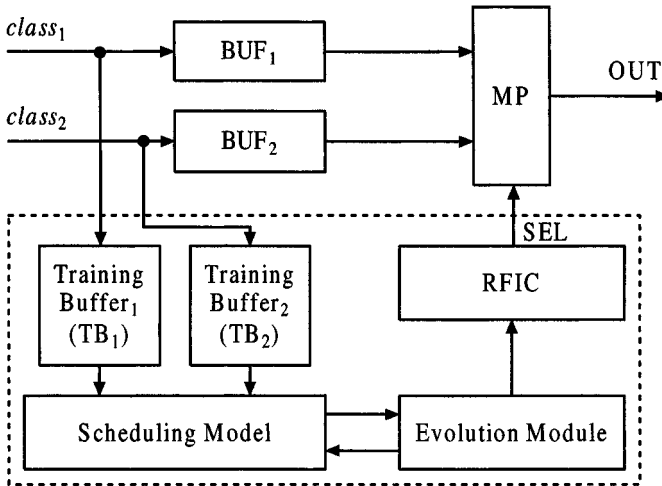 class₁
BUF₁
MP
OUT
class₂
BUF₂
SEL
Training
Buffer₁
(TB₁)
Training
Buffer₂
(TB₂)
RFIC
Scheduling Model
Evolution Module